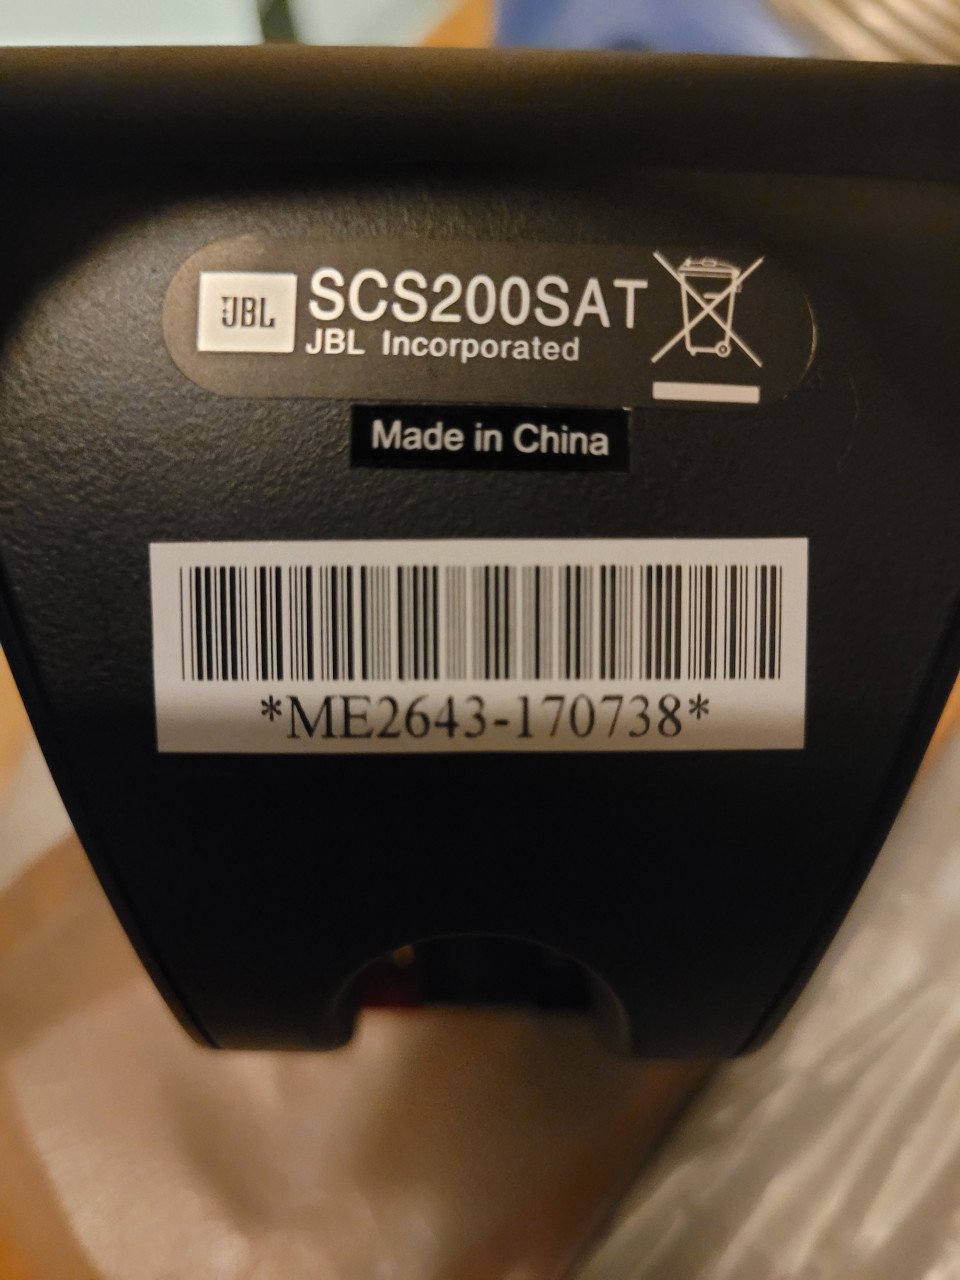 JBL SCS200SAT
JBL Incorporated
Made in China
*ME2643-170738*